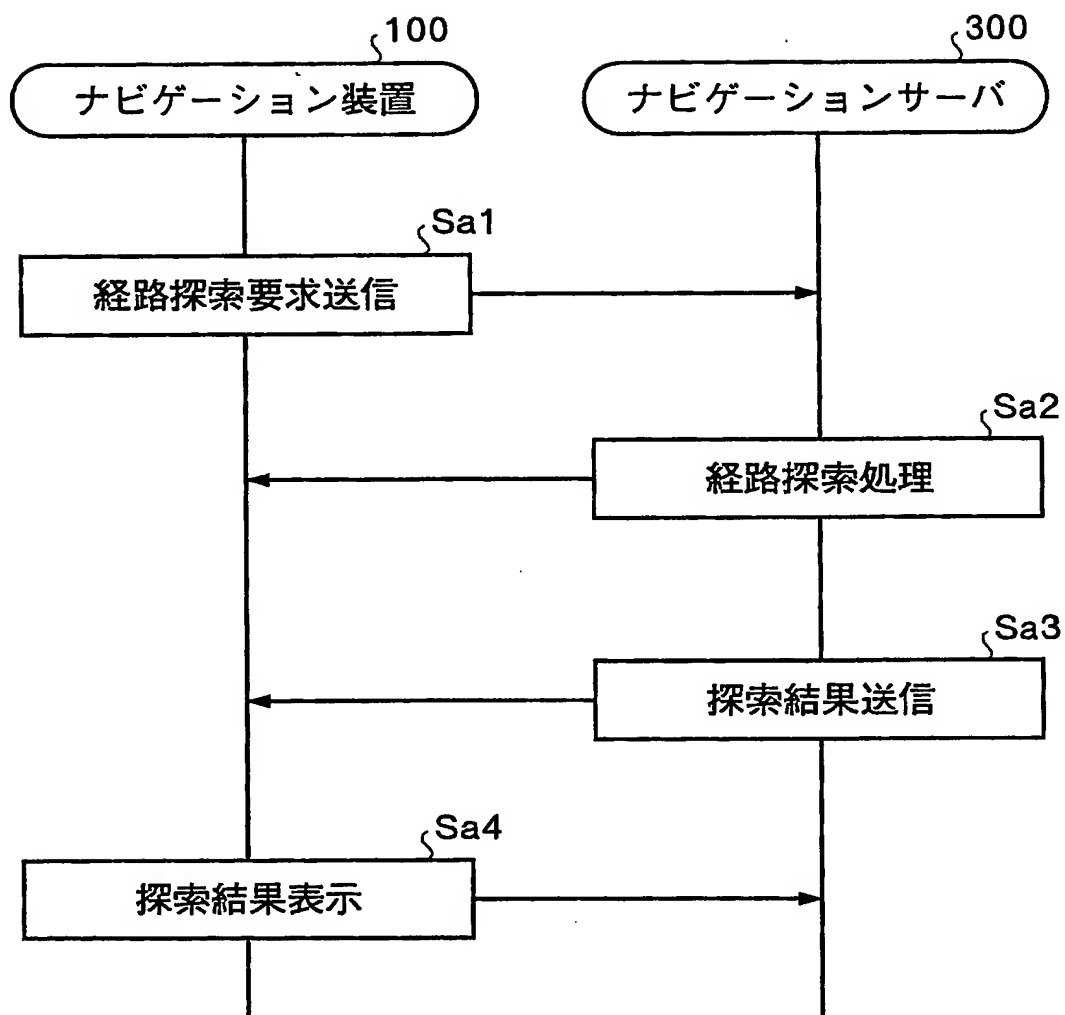 100
ナビゲーション装置
300
ナビゲーションサーバ
Sa1
経路探索要求送信
Sa2
経路探索処理
Sa3
探索結果送信
Sa4
探索結果表示